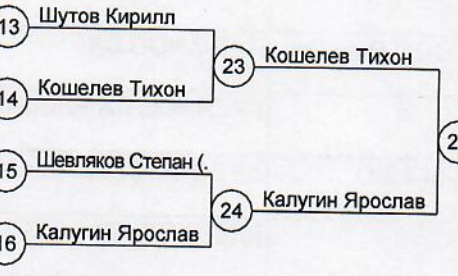 13 Шутов Кирилл
23 Кошелев Тихон
14 Кошелев Тихон
15 Шевляков Степан (.
24 Калугин Ярослав
16 Калугин Ярослав